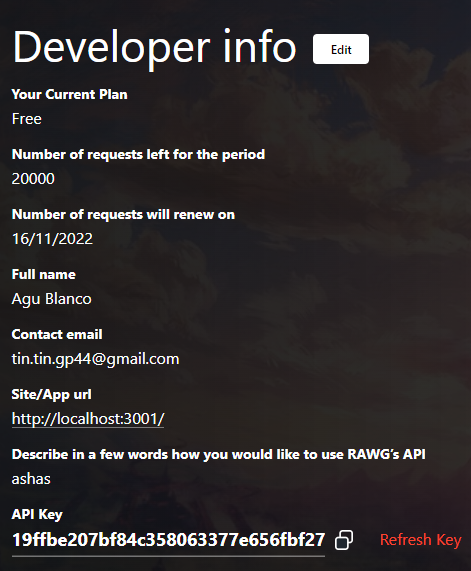 Developer info
Edit
Your Current Plan
Free
Number of requests left for the period
20000
Number of requests will renew on
16/11/2022
Full name
Agu Blanco
Contact email
tin.tin.gp44@gmail.com
Site/App url
http://localhost:3001/
Describe in a few words how you would like to use RAWG's API
ashas
API Key
19ffbe207bf84c358063377e656fbf27 Refresh Key